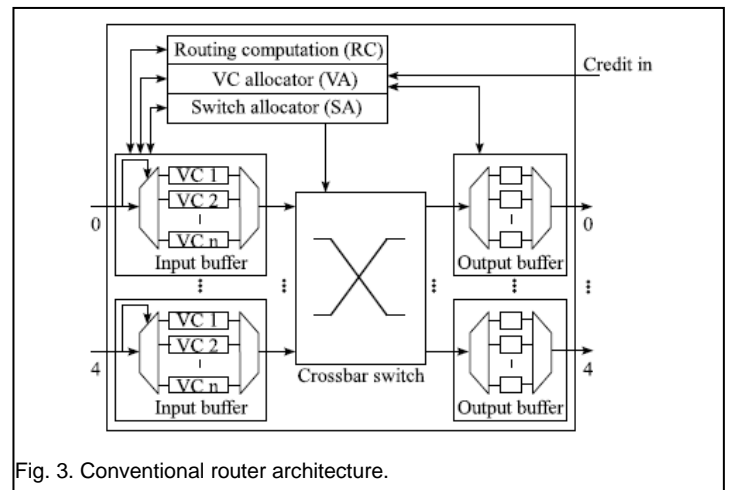 Routing computation (RC)
VC allocator (VA)
Switch allocator (SA)
Credit in
VC 1
VC 2
VC n
Input buffer
0
Output buffer
0
VC 1
VC 2
VC n
Input buffer
4
Crossbar switch
Output buffer
4
Fig. 3. Conventional router architecture.